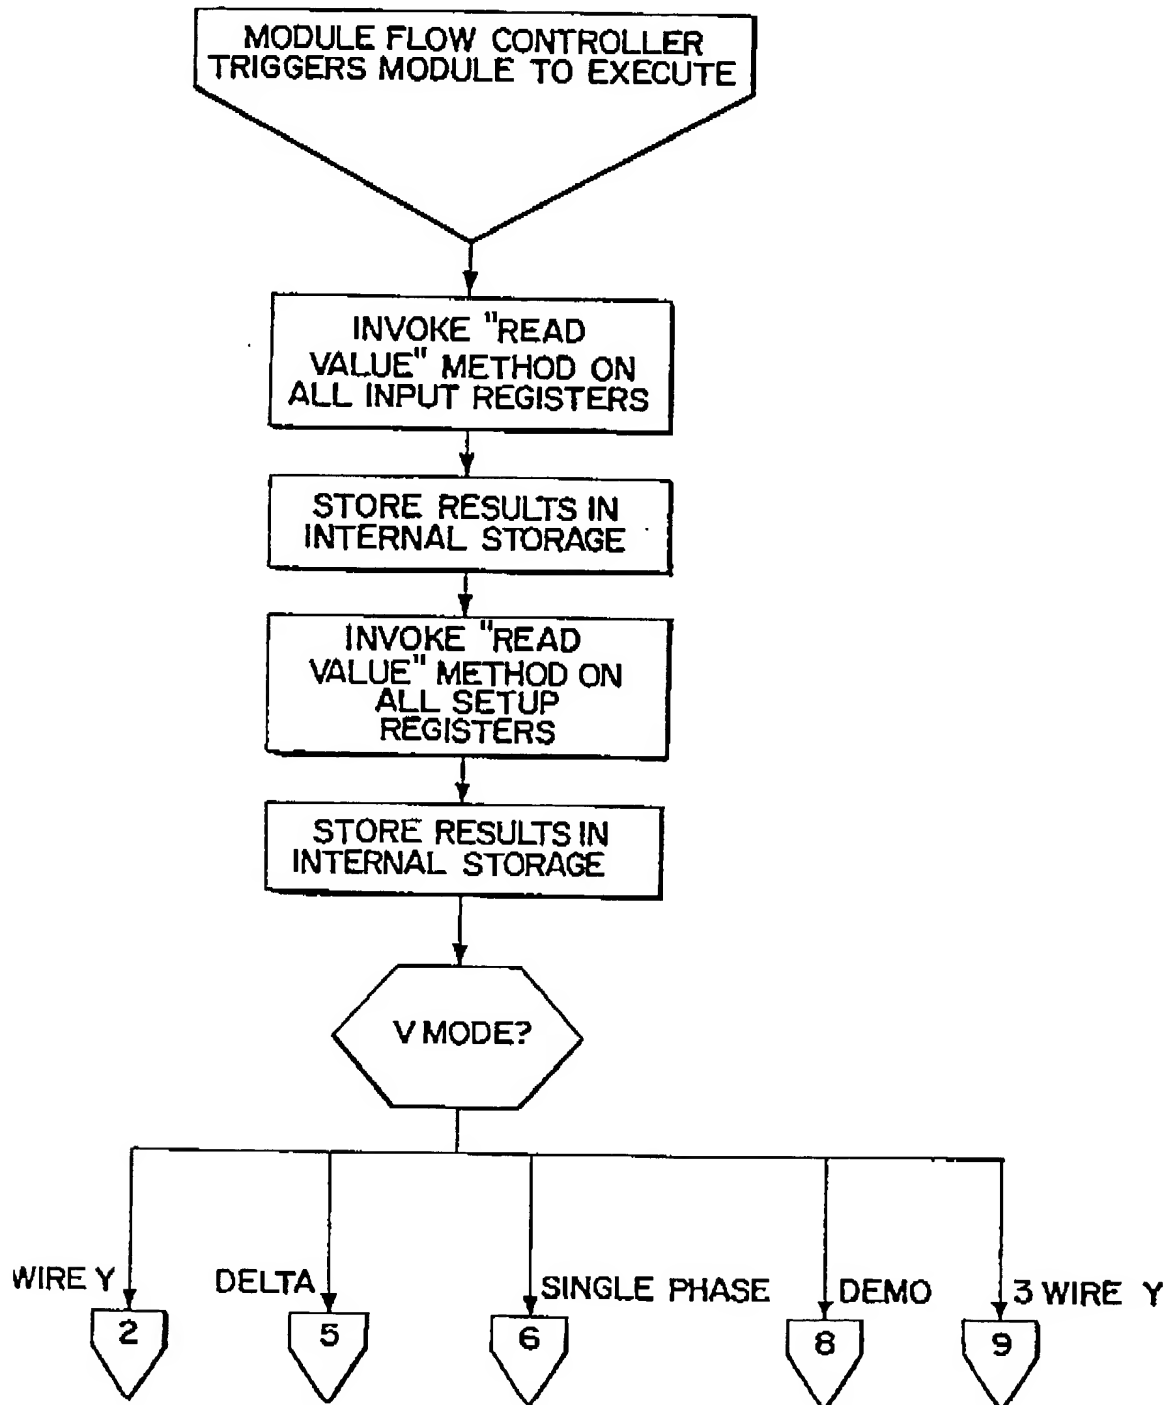 MODULE FLOW CONTROLLER
TRIGGERS MODULE TO EXECUTE
INVOKE "READ
VALUE" METHOD ON
ALL INPUT REGISTERS
STORE RESULTS IN
INTERNAL STORAGE
INVOKE "READ
VALUE" METHOD ON
ALL SETUP
REGISTERS
STORE RESULTS IN
INTERNAL STORAGE
V MODE?
WIRE Y
DELTA
SINGLE PHASE
DEMO
3 WIRE Y
2
5
6
8
9